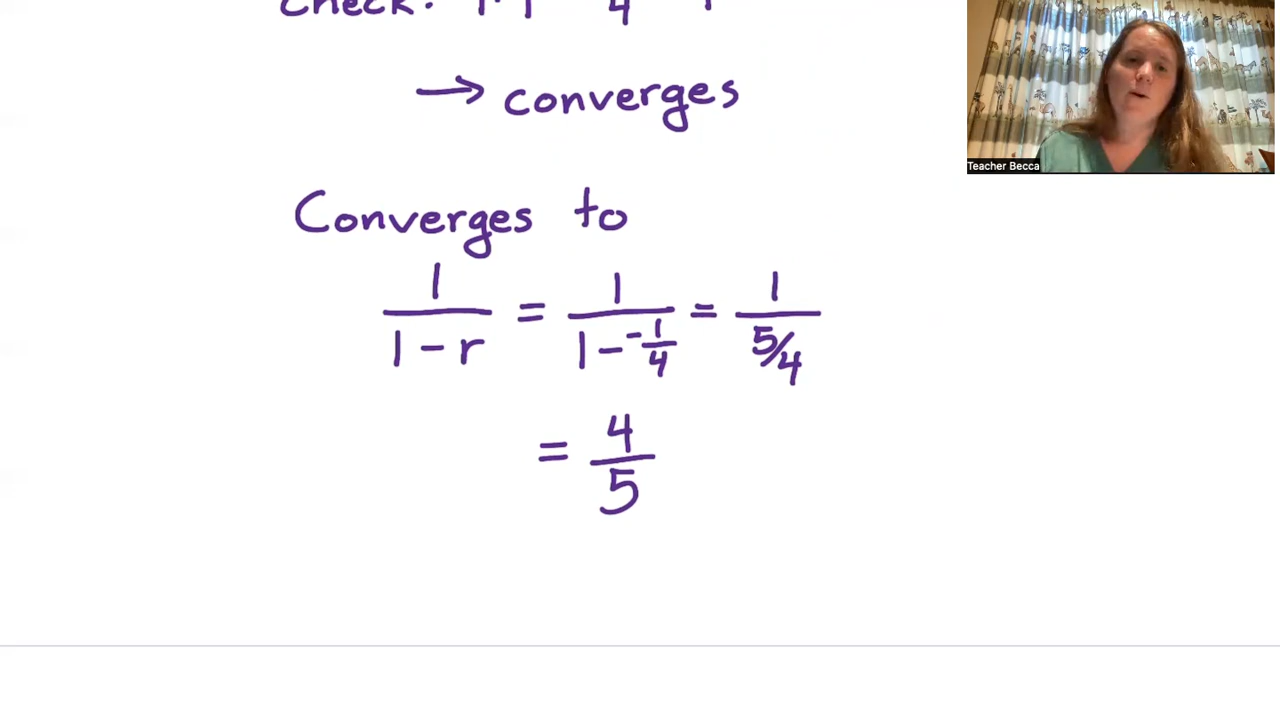 → converges
Teacher Becca
Converges to
1/(1-r) = 1/(1--1/4) = 1/(5/4)
= 4/5